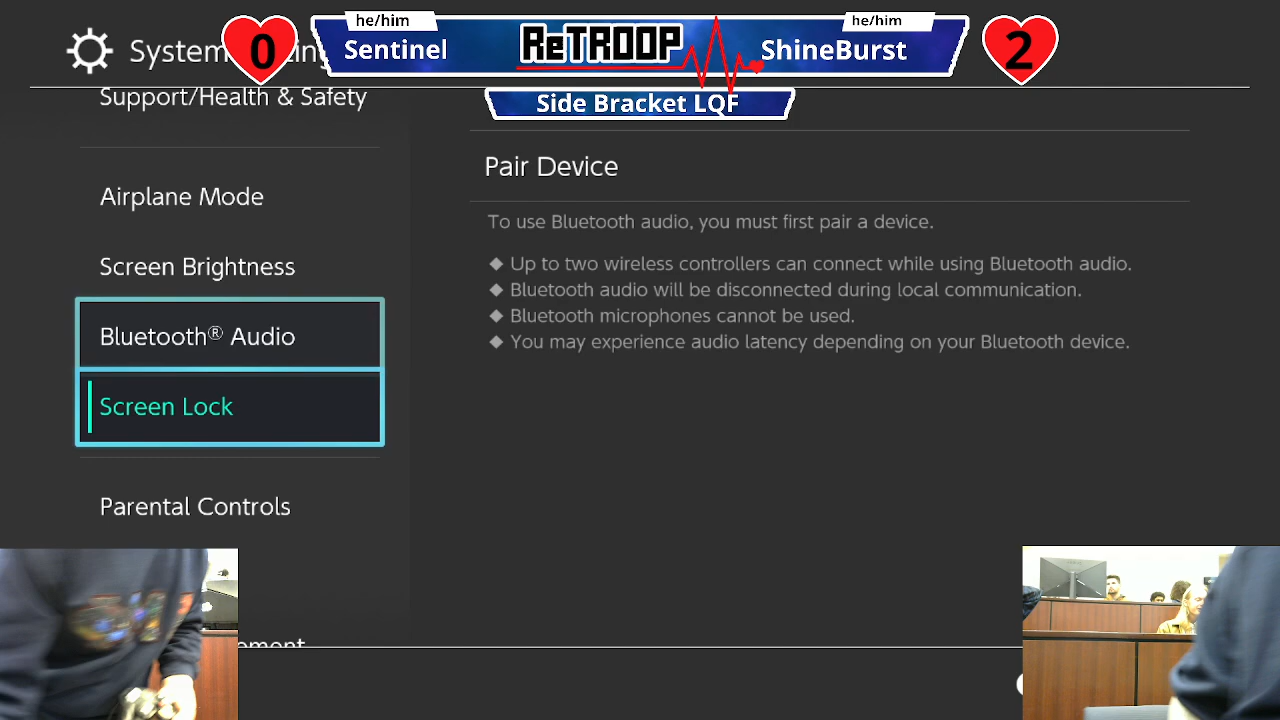 he/him
he/him
System
0
Sentinel
ReTROOP
ShineBurst
2
Side Bracket LQF
Support/Health & Safety
Airplane Mode
Screen Brightness
Bluetooth® Audio
Screen Lock
Parental Controls
Pair Device
To use Bluetooth audio, you must first pair a device.
◆ Up to two wireless controllers can connect while using Bluetooth audio.
◆ Bluetooth audio will be disconnected during local communication.
◆ Bluetooth microphones cannot be used.
◆ You may experience audio latency depending on your Bluetooth device.